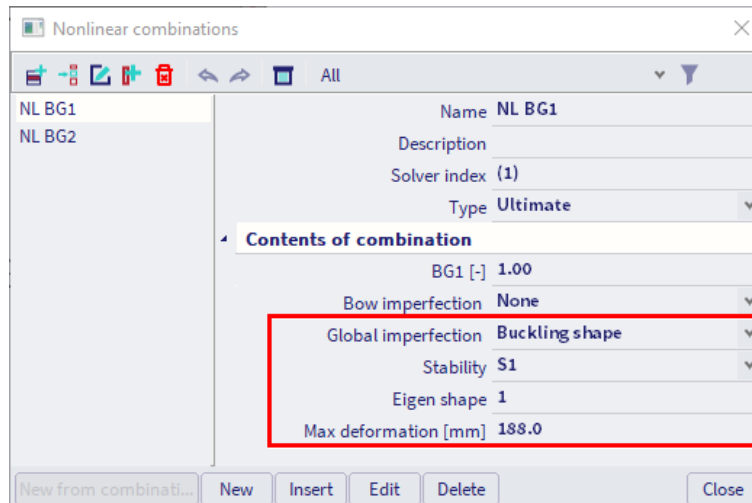 Nonlinear combinations
All
NL BG1
NL BG2
Name NL BG1
Description
Solver index (1)
Type Ultimate
Contents of combination
BG1 [-] 1.00
Bow imperfection None
Global imperfection Buckling shape
Stability S1
Eigen shape 1
Max deformation [mm] 188.0
New from combinati... New Insert Edit Delete Close